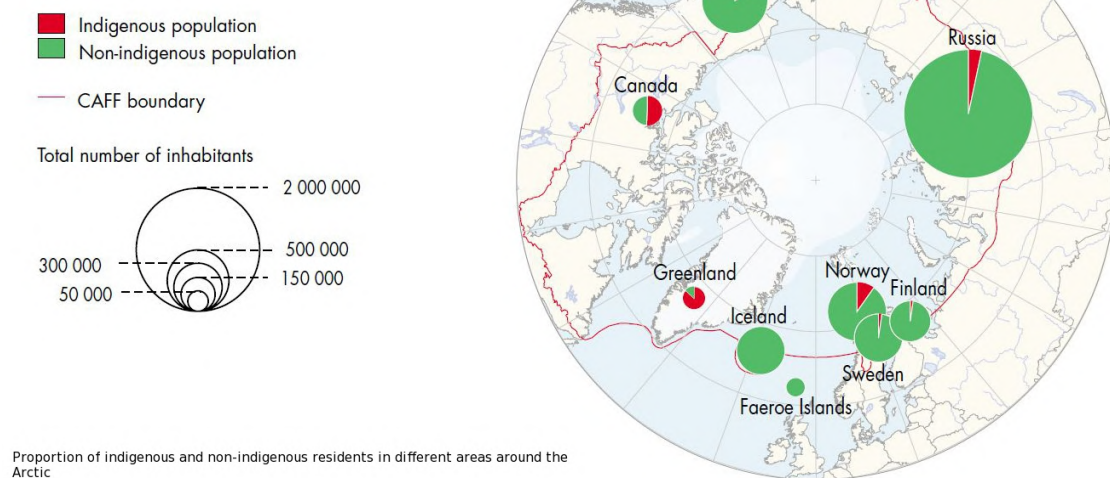 Indigenous population
Non-indigenous population
CAFF boundary
Total number of inhabitants
2 000 000
500 000
300 000
150 000
50 000
Russia
Canada
Greenland
Norway
Finland
Iceland
Sweden
Faeroe Islands
Proportion of indigenous and non-indigenous residents in different areas around the
Arctic